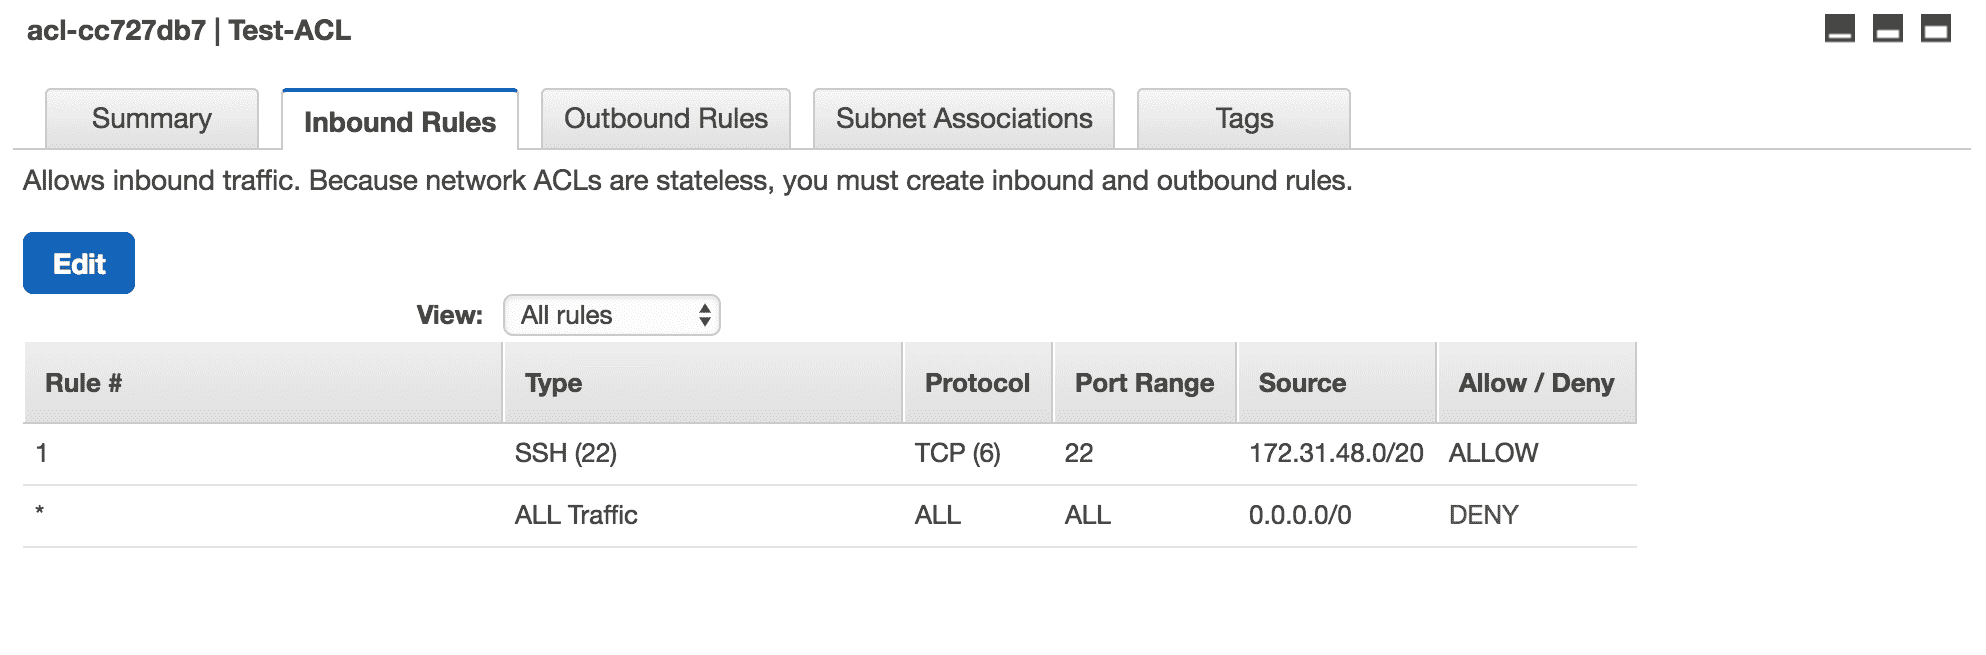 acl-cc727db7 | Test-ACL
Summary Inbound Rules Outbound Rules Subnet Associations Tags
Allows inbound traffic. Because network ACLs are stateless, you must create inbound and outbound rules.
Edit
View: All rules
Rule # Type Protocol Port Range Source Allow / Deny
1 SSH (22) TCP (6) 22 172.31.48.0/20 ALLOW
* ALL Traffic ALL ALL 0.0.0.0/0 DENY